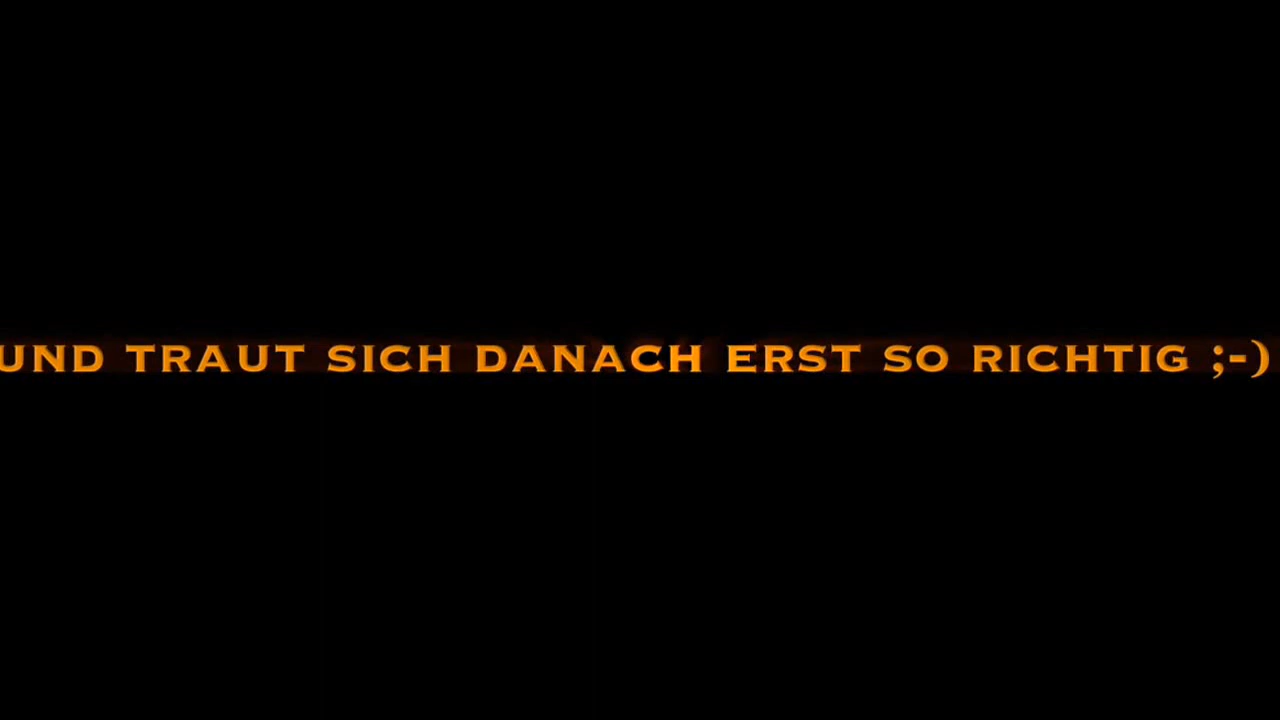 UND TRAUT SICH DANACH ERST SO RICHTIG ;-)